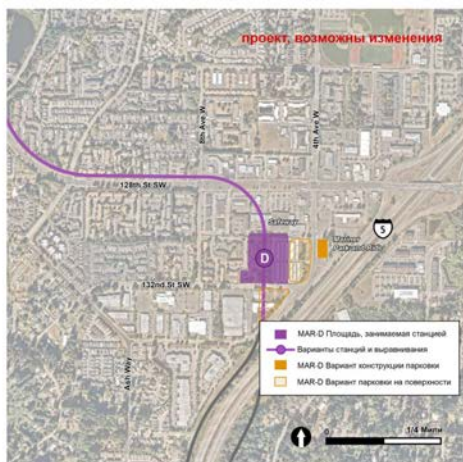 проект, возможны изменения
8th Ave W
4th Ave W
128th St SW
Safeway
Mariner
Park and Ride
5
D
132nd St SW
Ash Way
MAR-D Площадь, занимаемая станцией
Варианты станций и выравнивания
MAR-D Вариант конструкции парковки
MAR-D Вариант парковки на поверхности
0
1/4 Мили